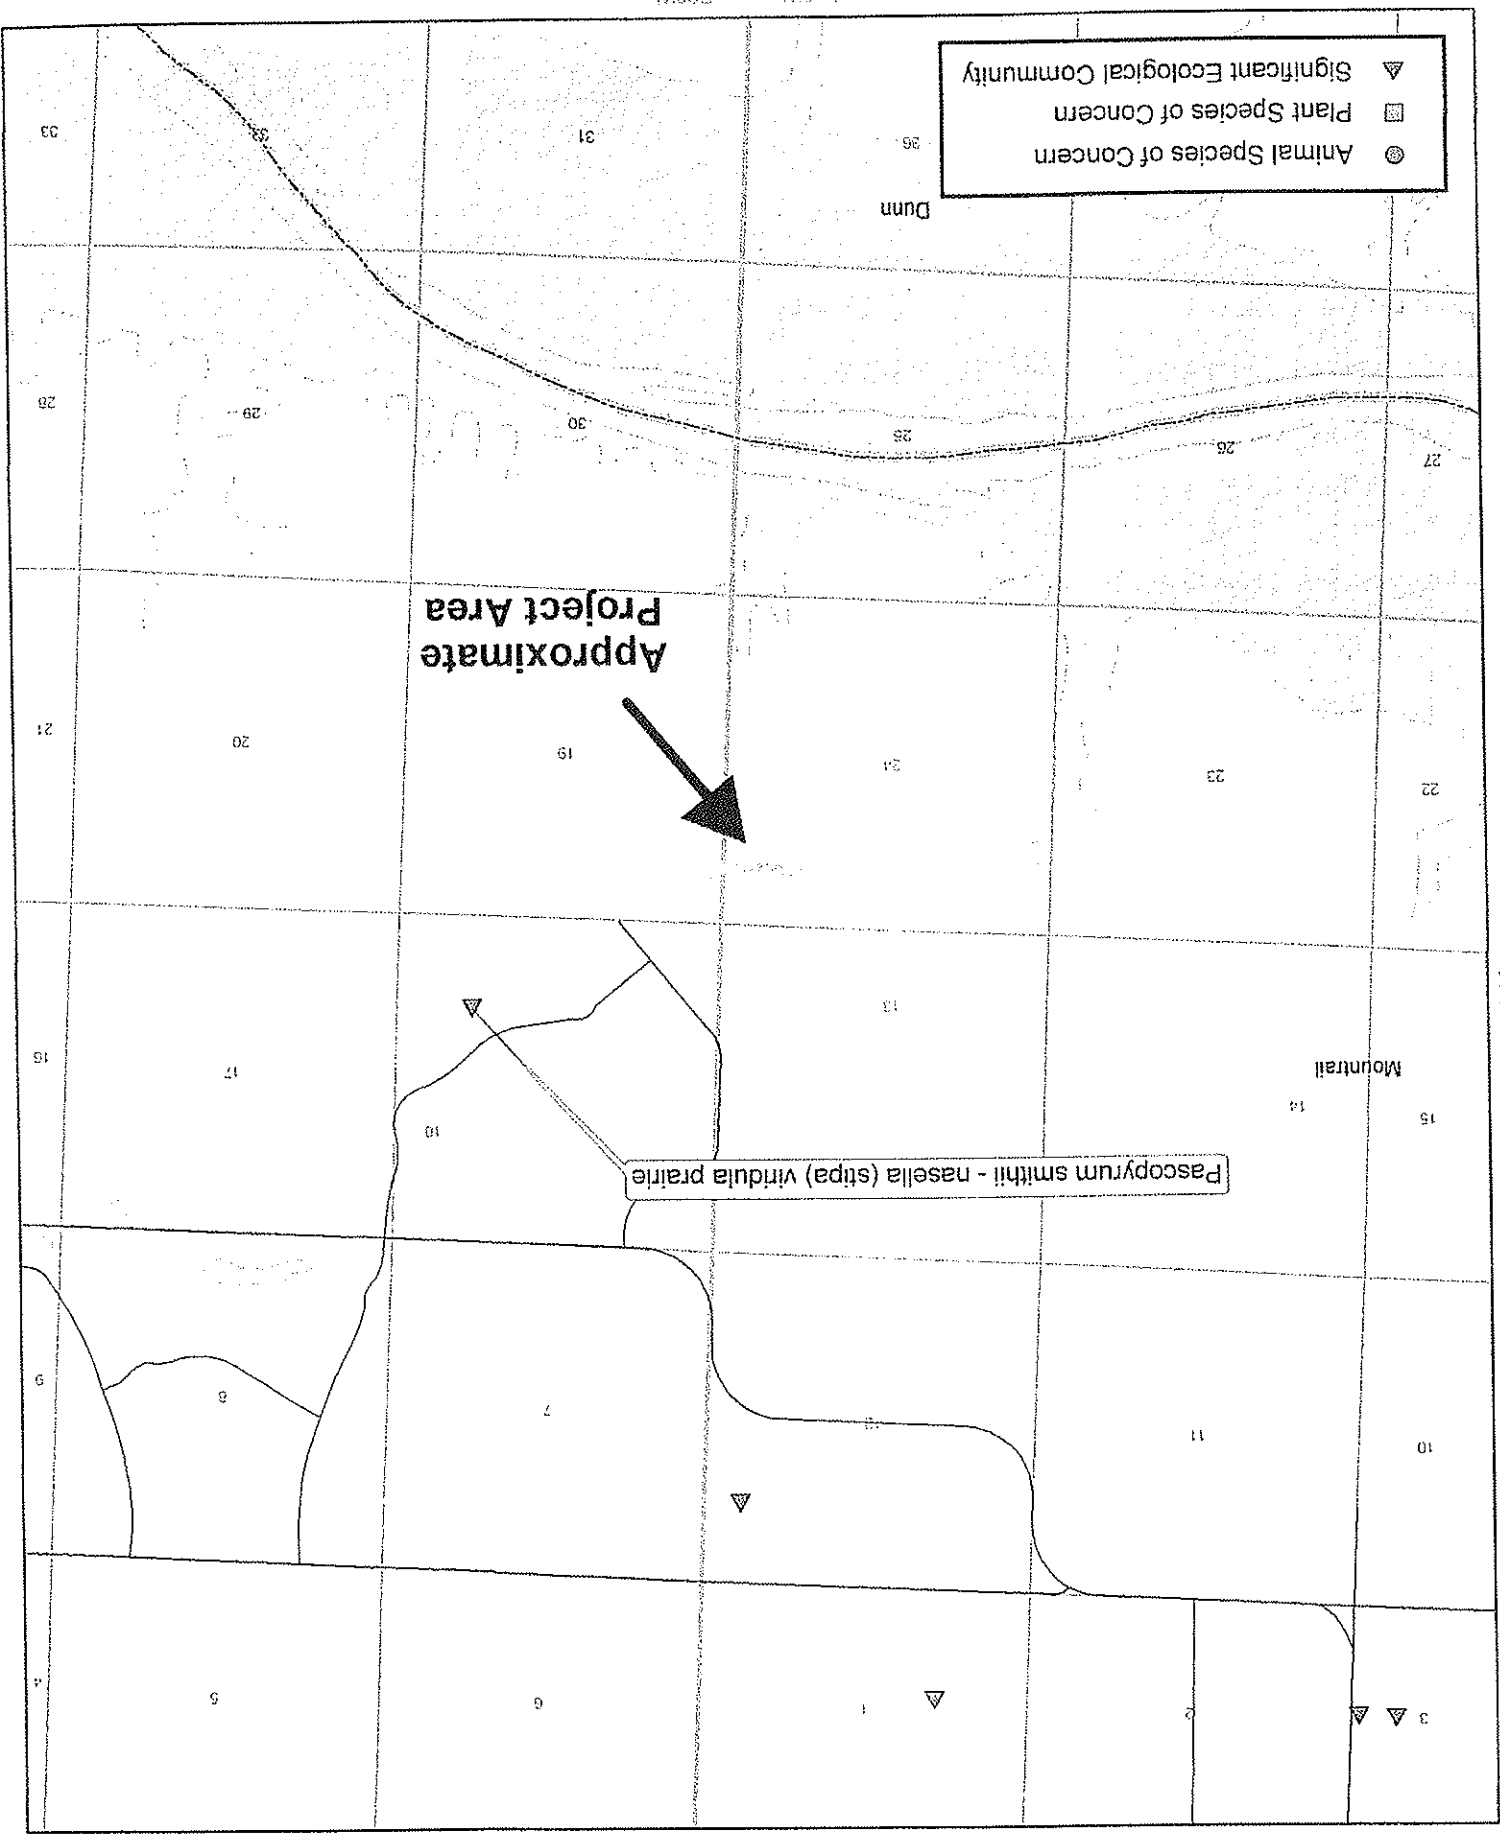 3 2 1 6 5 4
10 11 12 7 8 9
Pascopyrum smithii - nasella (stipa) viridula prairie
15 14 13 18 17 16
Mountrail
22 23 24 19 20 21
Approximate
Project Area
27 26 25 30 29 28
Dunn
36 31 32 33
Animal Species of Concern
Plant Species of Concern
Significant Ecological Community